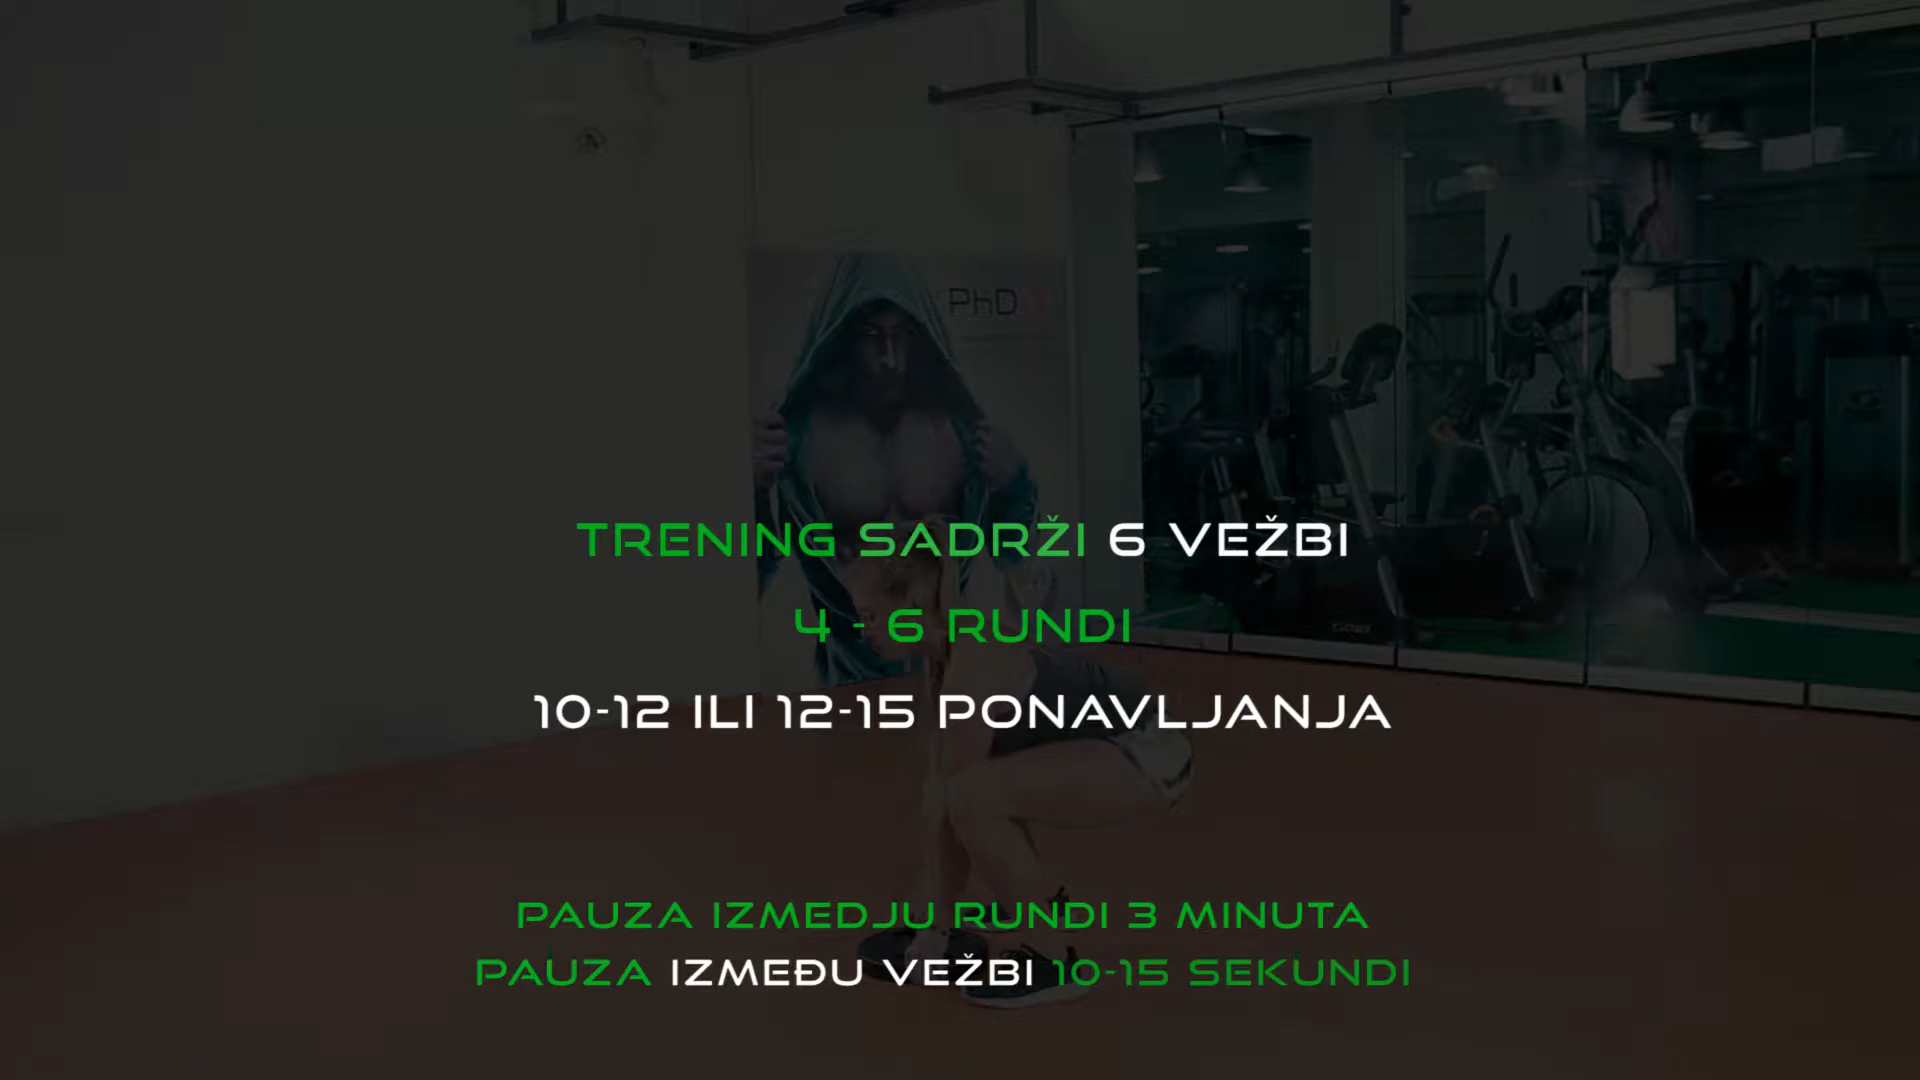 PhD
TRENING SADRŽI 6 VEŽBI
4 - 6 RUNDI
10-12 ILI 12-15 PONAVLJANJA
PAUZA IZMEDJU RUNDI 3 MINUTA
PAUZA IZMEĐU VEŽBI 10-15 SEKUNDI